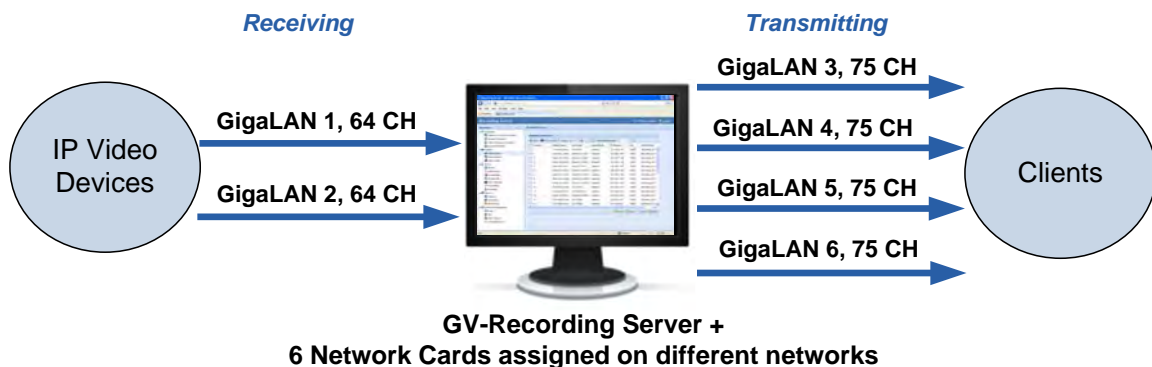 Receiving
Transmitting
IP Video
Devices
GigaLAN 1, 64 CH
GigaLAN 2, 64 CH
GigaLAN 3, 75 CH
GigaLAN 4, 75 CH
GigaLAN 5, 75 CH
GigaLAN 6, 75 CH
Clients
GV-Recording Server +
6 Network Cards assigned on different networks